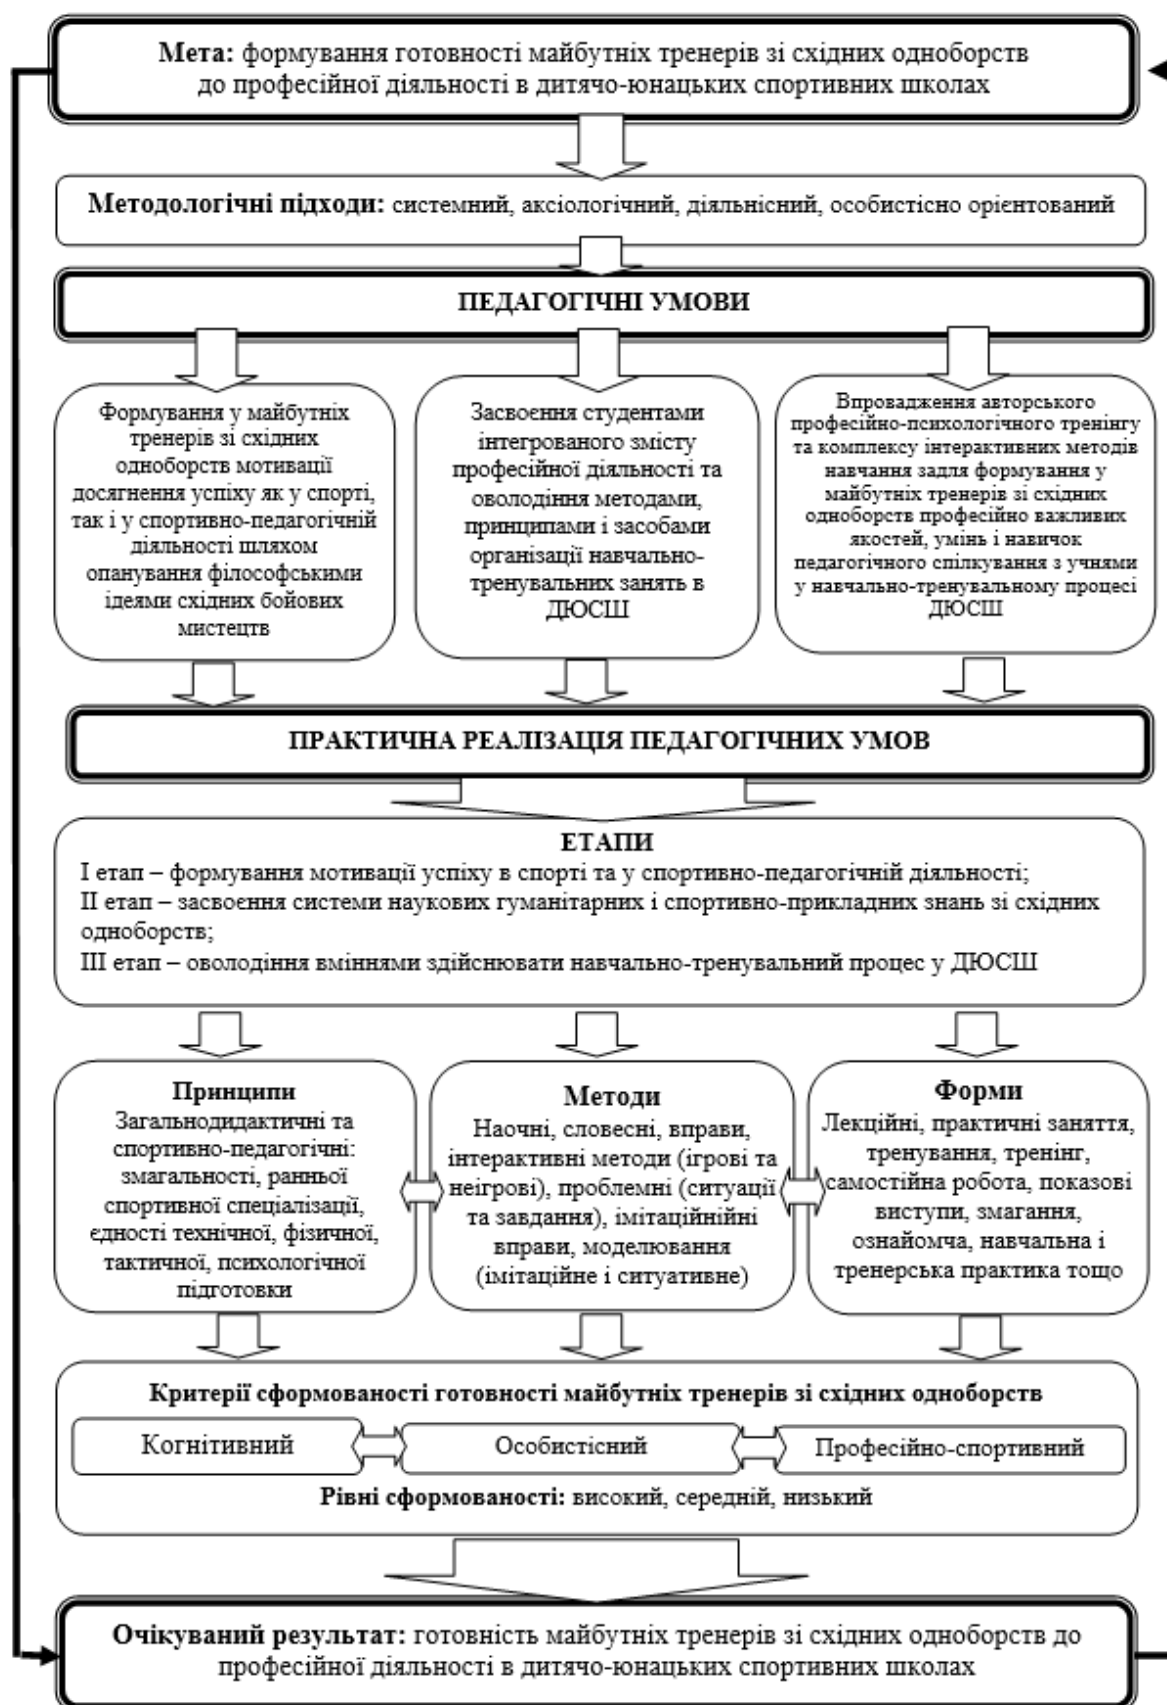 Мета: формування готовності майбутніх тренерів зі східних одноборств
до професійної діяльності в дитячо-юнацьких спортивних школах
Методологічні підходи: системний, аксіологічний, діяльнісний, особистісно орієнтований
ПЕДАГОГІЧНІ УМОВИ
Формування у майбутніх
тренерів зі східних
одноборств мотивації
досягнення успіху як у спорті,
так і у спортивно-педагогічній
діяльності шляхом
опанування філософськими
ідеями східних бойових
мистецтв
Засвоєння студентами
інтегрованого змісту
професійної діяльності та
оволодіння методами,
принципами і засобами
організації навчально-
тренувальних занять в
ДЮСШ
Впровадження авторського
професійно-психологічного тренінгу
та комплексу інтерактивних методів
навчання задля формування у
майбутніх тренерів зі східних
одноборств професійно важливих
якостей, умінь і навичок
педагогічного спілкування з учнями
у навчально-тренувальному процесі
ДЮСШ
ПРАКТИЧНА РЕАЛІЗАЦІЯ ПЕДАГОГІЧНИХ УМОВ
ЕТАПИ
І етап – формування мотивації успіху в спорті та у спортивно-педагогічній діяльності;
ІІ етап – засвоєння системи наукових гуманітарних і спортивно-прикладних знань зі східних
одноборств;
ІІІ етап – оволодіння вміннями здійснювати навчально-тренувальний процес у ДЮСШ
Принципи
Загальнодидактичні та
спортивно-педагогічні:
змагальності, ранньої
спортивної спеціалізації,
єдності технічної, фізичної,
тактичної, психологічної
підготовки
Методи
Наочні, словесні, вправи,
інтерактивні методи (ігрові та
неігрові), проблемні (ситуації
та завдання), імітаційнійні
вправи, моделювання
(імітаційне і ситуативне)
Форми
Лекційні, практичні заняття,
тренування, тренінг,
самостійна робота, показові
виступи, змагання,
ознайомча, навчальна і
тренерська практика тощо
Критерії сформованості готовності майбутніх тренерів зі східних одноборств
Когнітивний
Особистісний
Професійно-спортивний
Рівні сформованості: високий, середній, низький
Очікуваний результат: готовність майбутніх тренерів зі східних одноборств до
професійної діяльності в дитячо-юнацьких спортивних школах